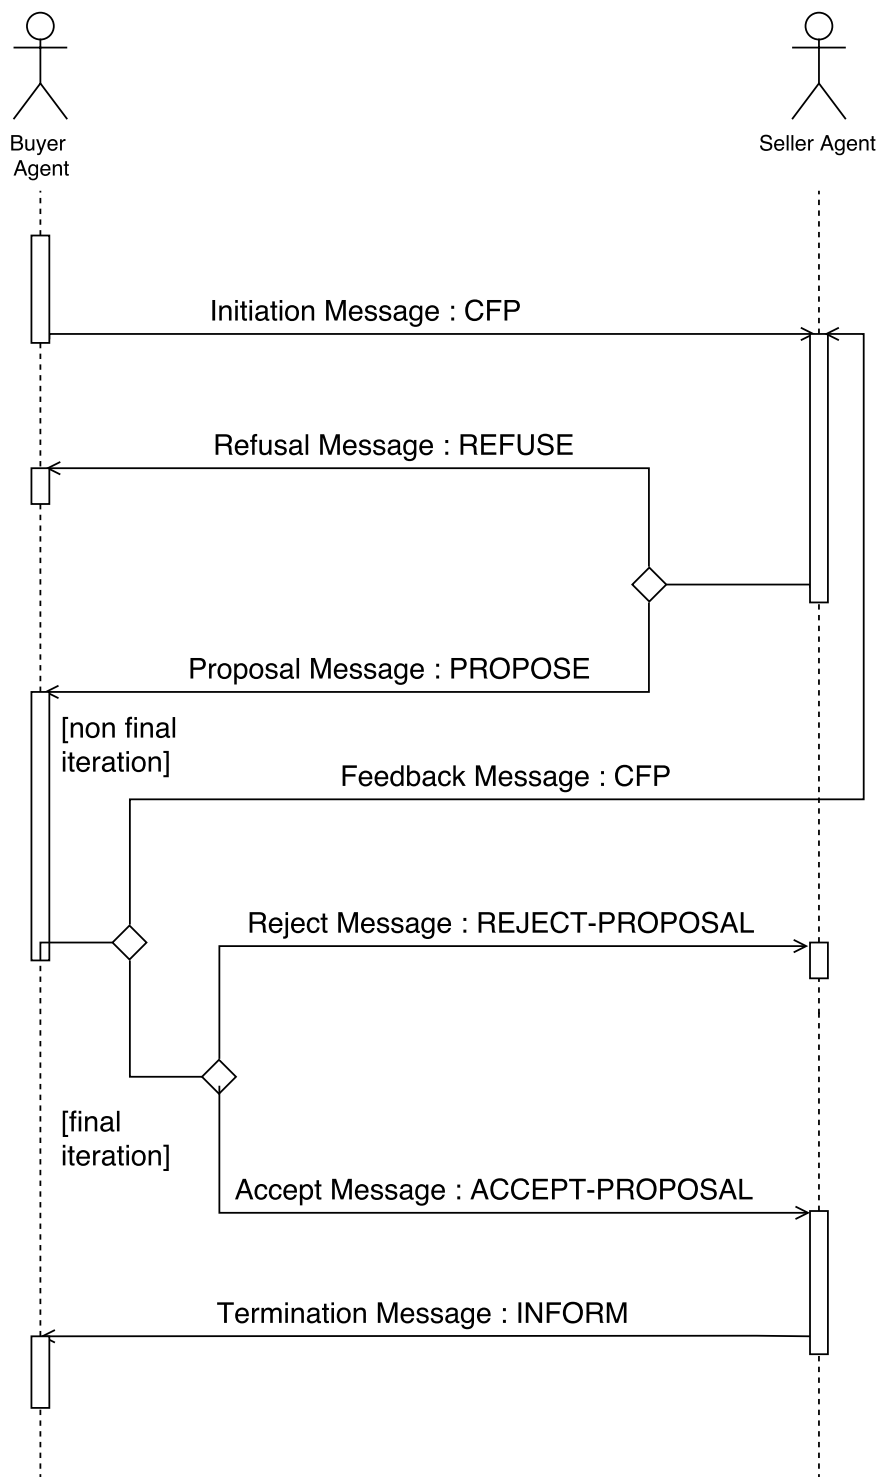 Buyer
Agent
Seller Agent
Initiation Message : CFP
Refusal Message : REFUSE
Proposal Message : PROPOSE
[non final
iteration]
Feedback Message : CFP
Reject Message : REJECT-PROPOSAL
[final
iteration]
Accept Message : ACCEPT-PROPOSAL
Termination Message : INFORM